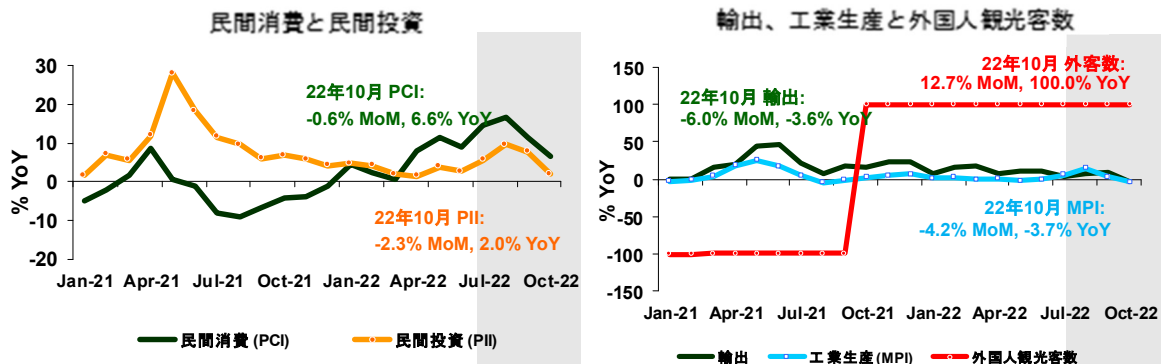 民間消費と民間投資
% YoY
30
20
10
0
-10
-20
22年10月 PCI:
-0.6% MoM, 6.6% YoY
22年10月 PII:
-2.3% MoM, 2.0% YoY
Jan-21 Apr-21 Jul-21 Oct-21 Jan-22 Apr-22 Jul-22 Oct-22
民間消費 (PCI) 民間投資 (PII)
輸出、工業生産と外国人観光客数
% YoY
150
100
50
0
-50
-100
-150
22年10月 外客数:
12.7% MoM, 100.0% YoY
22年10月 輸出:
-6.0% MoM, -3.6% YoY
22年10月 MPI:
-4.2% MoM, -3.7% YoY
Jan-21 Apr-21 Jul-21 Oct-21 Jan-22 Apr-22 Jul-22 Oct-22
輸出 工業生産 (MPI) 外国人観光客数